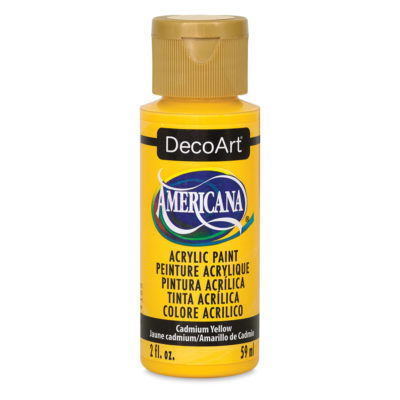 DecoArt®
AMERICANA®
ACRYLIC PAINT
PEINTURE ACRYLIQUE
PINTURA ACRÍLICA
TINTA ACRÍLICA
COLORE ACRILICO
Cadmium Yellow
Jaune cadmium/Amarillo de Cadmio
2 fl. oz. 59 ml